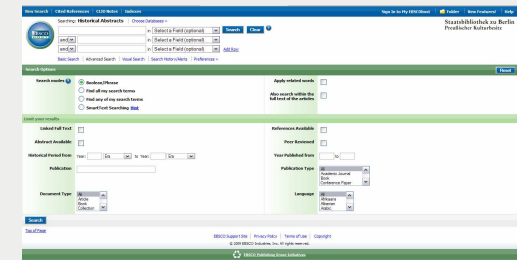 New Search | Cited References | CLIO Notes | Indexes
Sign In to My EBSCOhost | Folder | New Features! | Help
Searching: Historical Abstracts | Choose Databases »
Staatsbibliothek zu Berlin
Preußischer Kulturbesitz
EBSCO
in Select a Field (optional) Search Clear
and in Select a Field (optional)
and in Select a Field (optional) Add Row
Basic Search | Advanced Search | Visual Search | Search History/Alerts | Preferences »
Search Options
Reset
Search modes
Boolean/Phrase
Find all my search terms
Find any of my search terms
SmartText Searching Hint
Apply related words
Also search within the
full text of the articles
Limit your results
Linked Full Text
References Available
Abstract Available
Peer Reviewed
Historical Period From Year: Era to Year: Era
Year Published from to
Publication
Publication Type
All
Academic Journal
Book
Conference Paper
Document Type
All
Article
Book
Collection
Language
All
Afrikaans
Albanian
Arabic
Search
Top of Page
EBSCO Support Site | Privacy Policy | Terms of Use | Copyright
© 2009 EBSCO Industries, Inc. All rights reserved.
EBSCO Publishing Green Initiatives